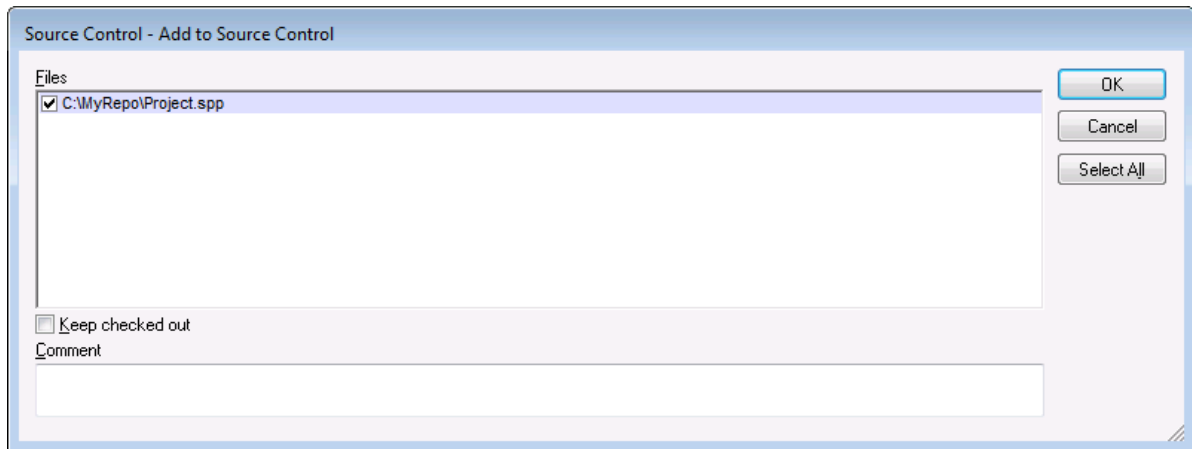 Source Control - Add to Source Control
Files
C:\MyRepo\Project.spp
OK
Cancel
Select All
Keep checked out
Comment